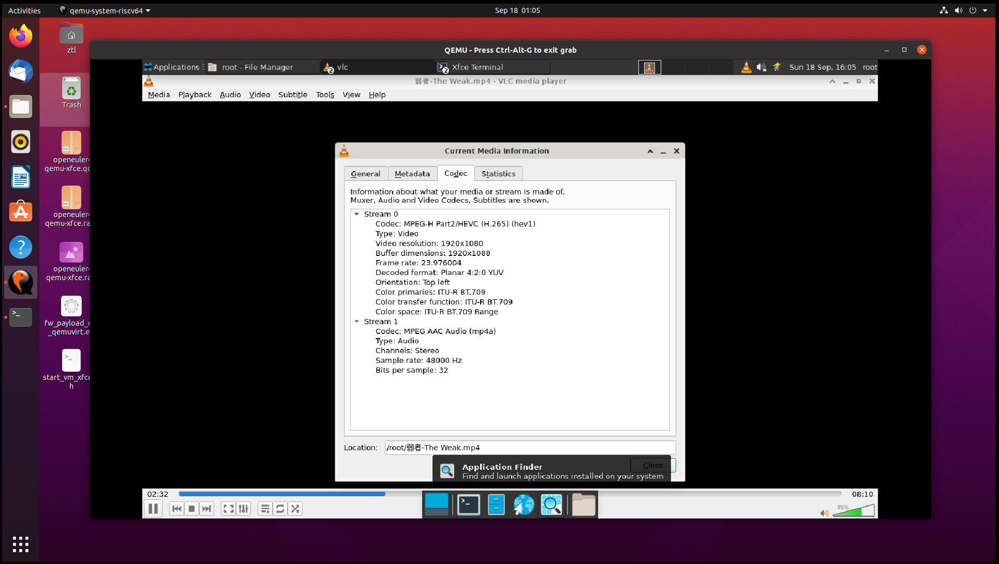 Activities
qemu-system-riscv64
Sep 18 01:05
ztl
Trash
openeuler-
qemu-xfce.qc
openeuler-
qemu-xfce.ra
openeuler-
qemu-xfce.ra
fw_payload_o
_qemuvirt.e
start_vm_xfce
h
QEMU - Press Ctrl-Alt-G to exit grab
Applications
root - File Manager
2
vlc
2
Xfce Terminal
Sun 18 Sep, 16:05
root
弱者-The Weak.mp4 - VLC media player
Media Playback Audio Video Subtitle Tools View Help
Current Media Information
General Metadata Codec Statistics
Information about what your media or stream is made of.
Muxer, Audio and Video Codecs, Subtitles are shown.
Stream 0
Codec: MPEG-H Part2/HEVC (H.265) (hev1)
Type: Video
Video resolution: 1920x1080
Buffer dimensions: 1920x1088
Frame rate: 23.976004
Decoded format: Planar 4:2:0 YUV
Orientation: Top left
Color primaries: ITU-R BT.709
Color transfer function: ITU-R BT.709
Color space: ITU-R BT.709 Range
Stream 1
Codec: MPEG AAC Audio (mp4a)
Type: Audio
Channels: Stereo
Sample rate: 48000 Hz
Bits per sample: 32
Location: /root/弱者-The Weak.mp4
Close
Application Finder
Find and launch applications installed on your system
02:32
08:10
85%